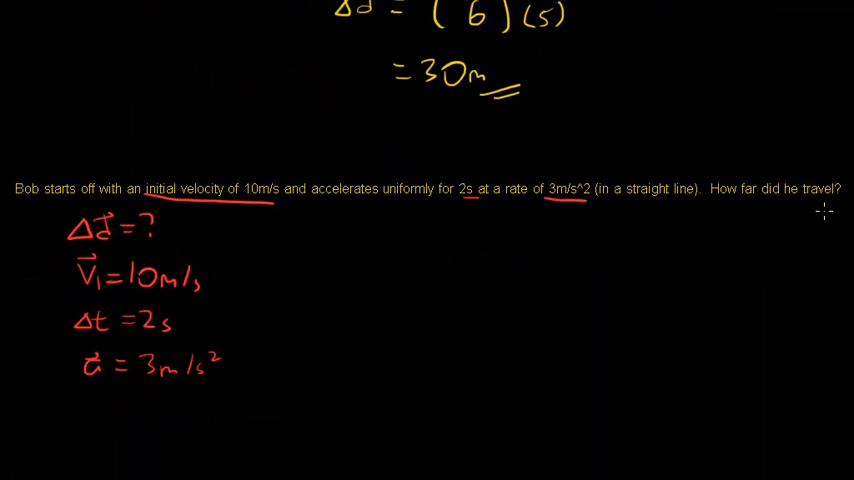 Δd = ( 6 ) (5)
= 30m
Bob starts off with an initial velocity of 10m/s and accelerates uniformly for 2s at a rate of 3m/s^2 (in a straight line).  How far did he travel?
Δd⃗ = ?
V⃗₁ = 10m/s
Δt = 2s
a⃗ = 3m/s²